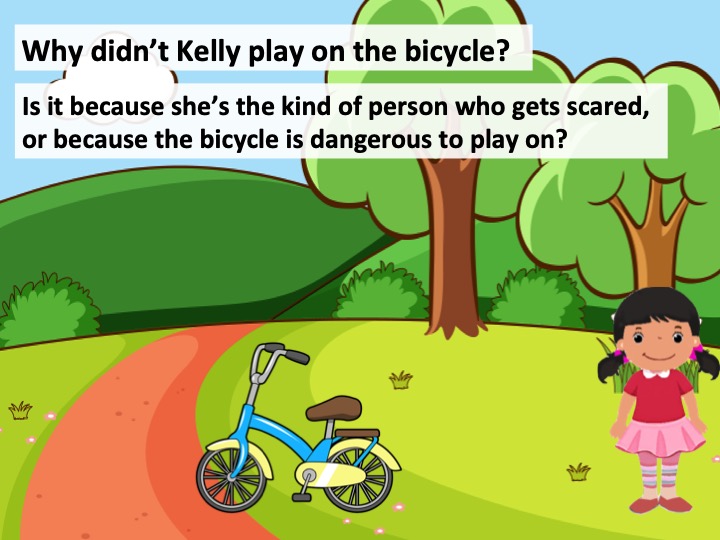 Why didn’t Kelly play on the bicycle?
Is it because she’s the kind of person who gets scared,
or because the bicycle is dangerous to play on?